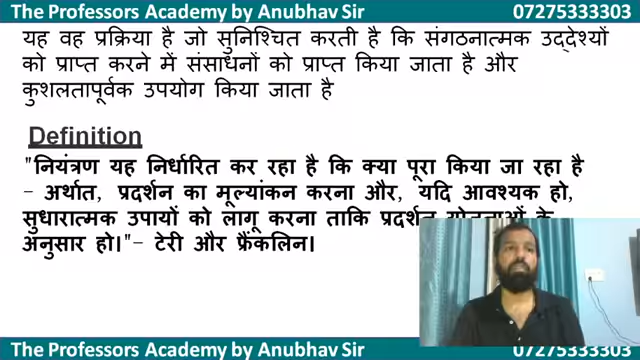 The Professors Academy by Anubhav Sir 07275333303
यह वह प्रक्रिया है जो सुनिश्चित करती है कि संगठनात्मक उद्देश्यों
को प्राप्त करने में संसाधनों को प्राप्त किया जाता है और
कुशलतापूर्वक उपयोग किया जाता है
Definition
"नियंत्रण यह निर्धारित कर रहा है कि क्या पूरा किया जा रहा है
- अर्थात, प्रदर्शन का मूल्यांकन करना और, यदि आवश्यक हो,
सुधारात्मक उपायों को लागू करना ताकि प्रदर्शन योजनाओं के
अनुसार हो।"- टेरी और फ्रैंकलिन।
The Professors Academy by Anubhav Sir 07275333303